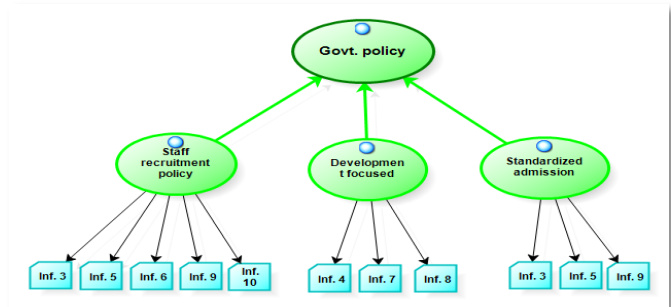 Govt. policy
Staff
recruitment
policy
Developmen
t focused
Standardized
admission
Inf. 3
Inf. 5
Inf. 6
Inf. 9
Inf.
10
Inf. 4
Inf. 7
Inf. 8
Inf. 3
Inf. 5
Inf. 9